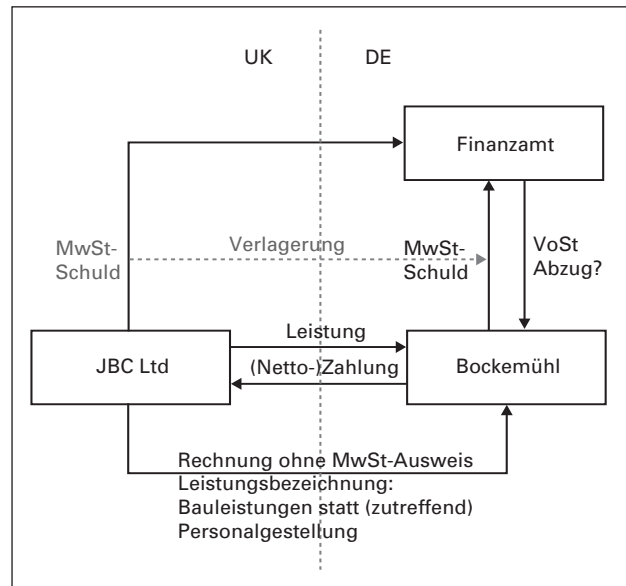 UK
DE
Finanzamt
MwSt-
Schuld
Verlagerung
MwSt-
Schuld
VoSt
Abzug?
Leistung
JBC Ltd
(Netto-)Zahlung
Bockemühl
Rechnung ohne MwSt-Ausweis
Leistungsbezeichnung:
Bauleistungen statt (zutreffend)
Personalgestellung